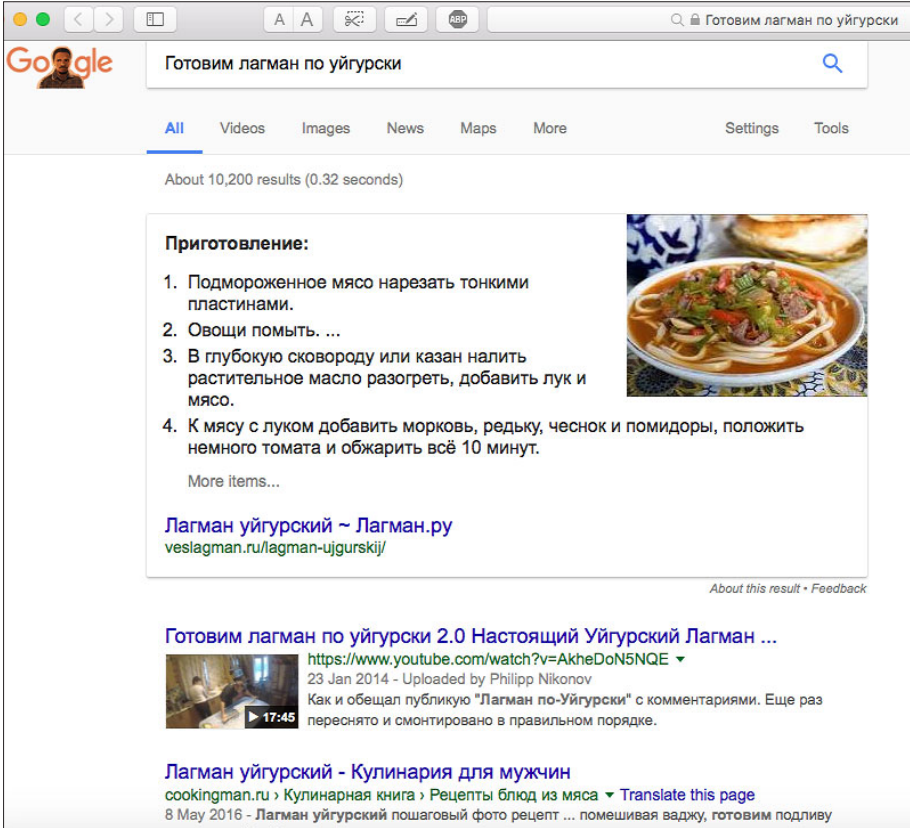 A A
ABP
Готовим лагман по уйгурски
Google
Готовим лагман по уйгурски
All Videos Images News Maps More Settings Tools
About 10,200 results (0.32 seconds)
Приготовление:
1. Подмороженное мясо нарезать тонкими
пластинами.
2. Овощи помыть. ...
3. В глубокую сковороду или казан налить
растительное масло разогреть, добавить лук и
мясо.
4. К мясу с луком добавить морковь, редьку, чеснок и помидоры, положить
немного томата и обжарить всё 10 минут.
More items...
Лагман уйгурский ~ Лагман.ру
veslagman.ru/lagman-ujgurskij/
About this result • Feedback
Готовим лагман по уйгурски 2.0 Настоящий Уйгурский Лагман ...
https://www.youtube.com/watch?v=AkheDoN5NQE
23 Jan 2014 - Uploaded by Philipp Nikonov
Как и обещал публикую "Лагман по-Уйгурски" с комментариями. Еще раз
17:45
переснято и смонтировано в правильном порядке.
Лагман уйгурский - Кулинария для мужчин
cookingman.ru › Кулинарная книга › Рецепты блюд из мяса Translate this page
8 May 2016 - Лагман уйгурский пошаговый фото рецепт ... помешивая ваджу, готовим подливу